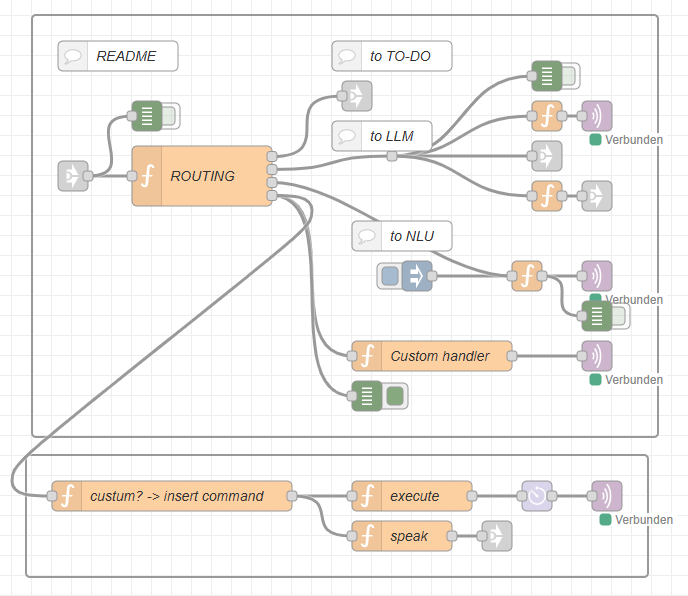 README
to TO-DO
to LLM
Verbunden
ROUTING
to NLU
Verbunden
Custom handler
Verbunden
custum? -> insert command
execute
Verbunden
speak